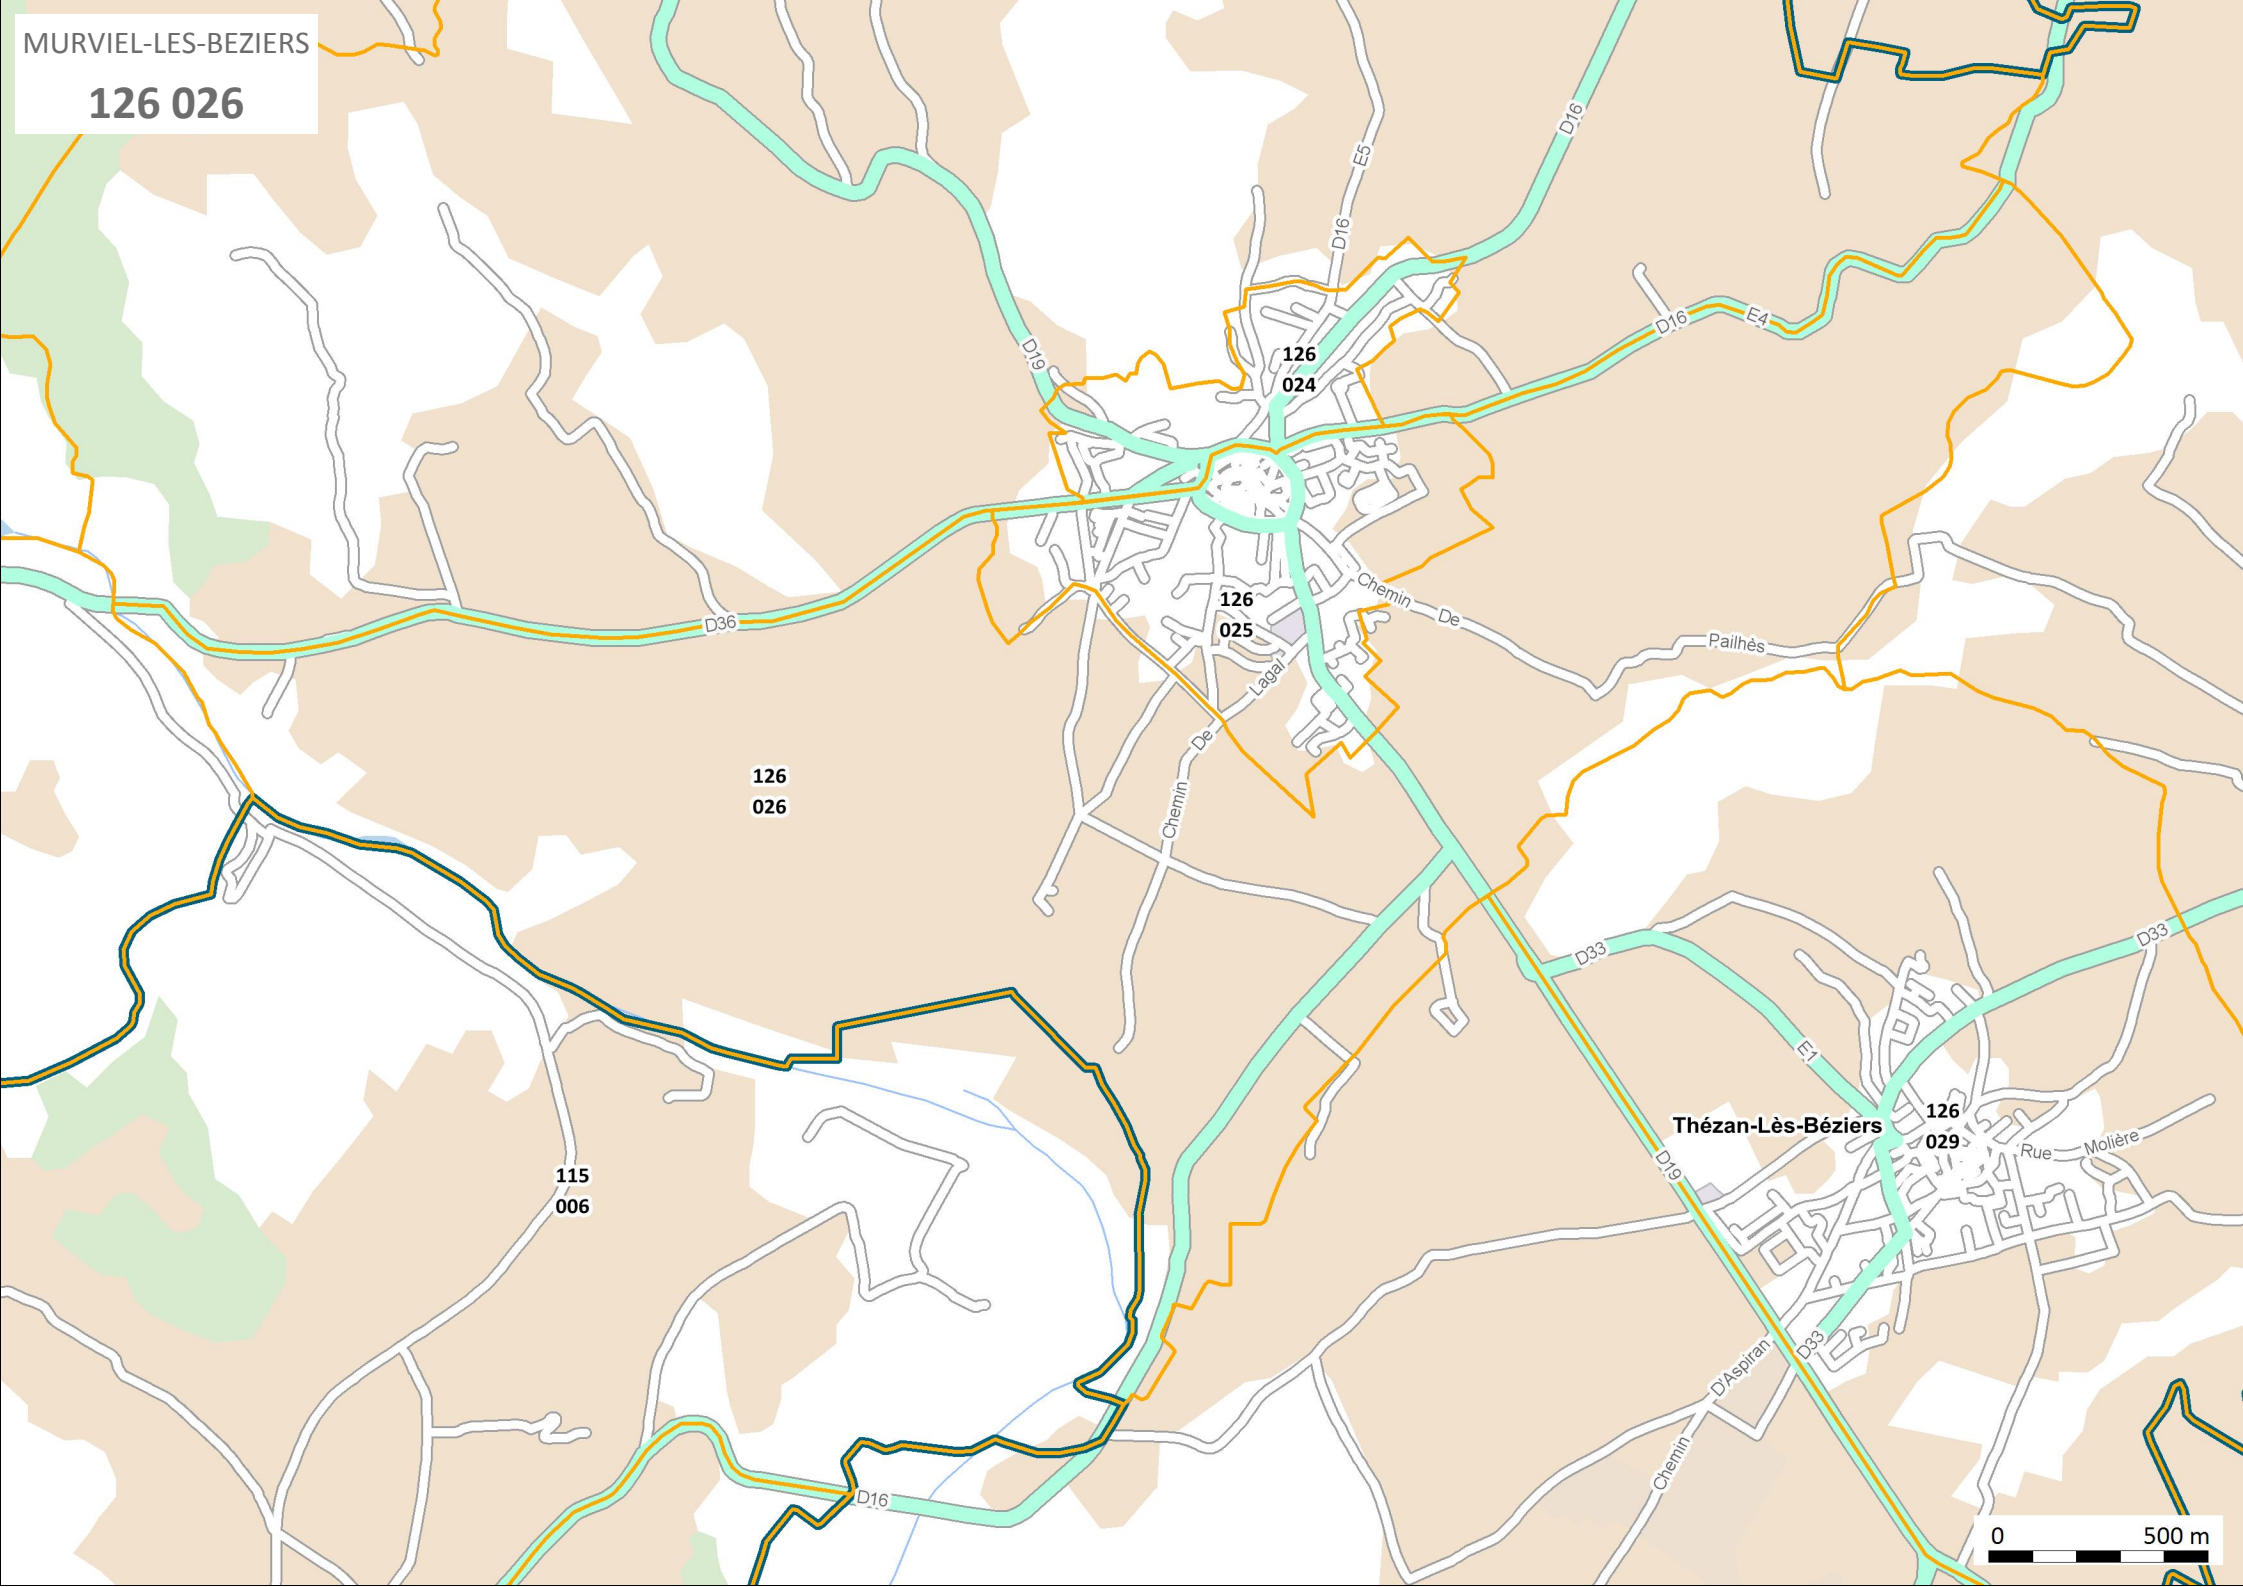 MURVIEL-LES-BEZIERS
126 026
D16
E5
D16
D19
D16
E4
126
024
D36
126
025
Chemin
De
Pailhès
Lagal
De
Chemin
126
026
D33
D33
E1
126
029
Thézan-Lès-Béziers
Rue
Molière
D19
115
006
D33
D'Aspiran
Chemin
D16
0
500 m